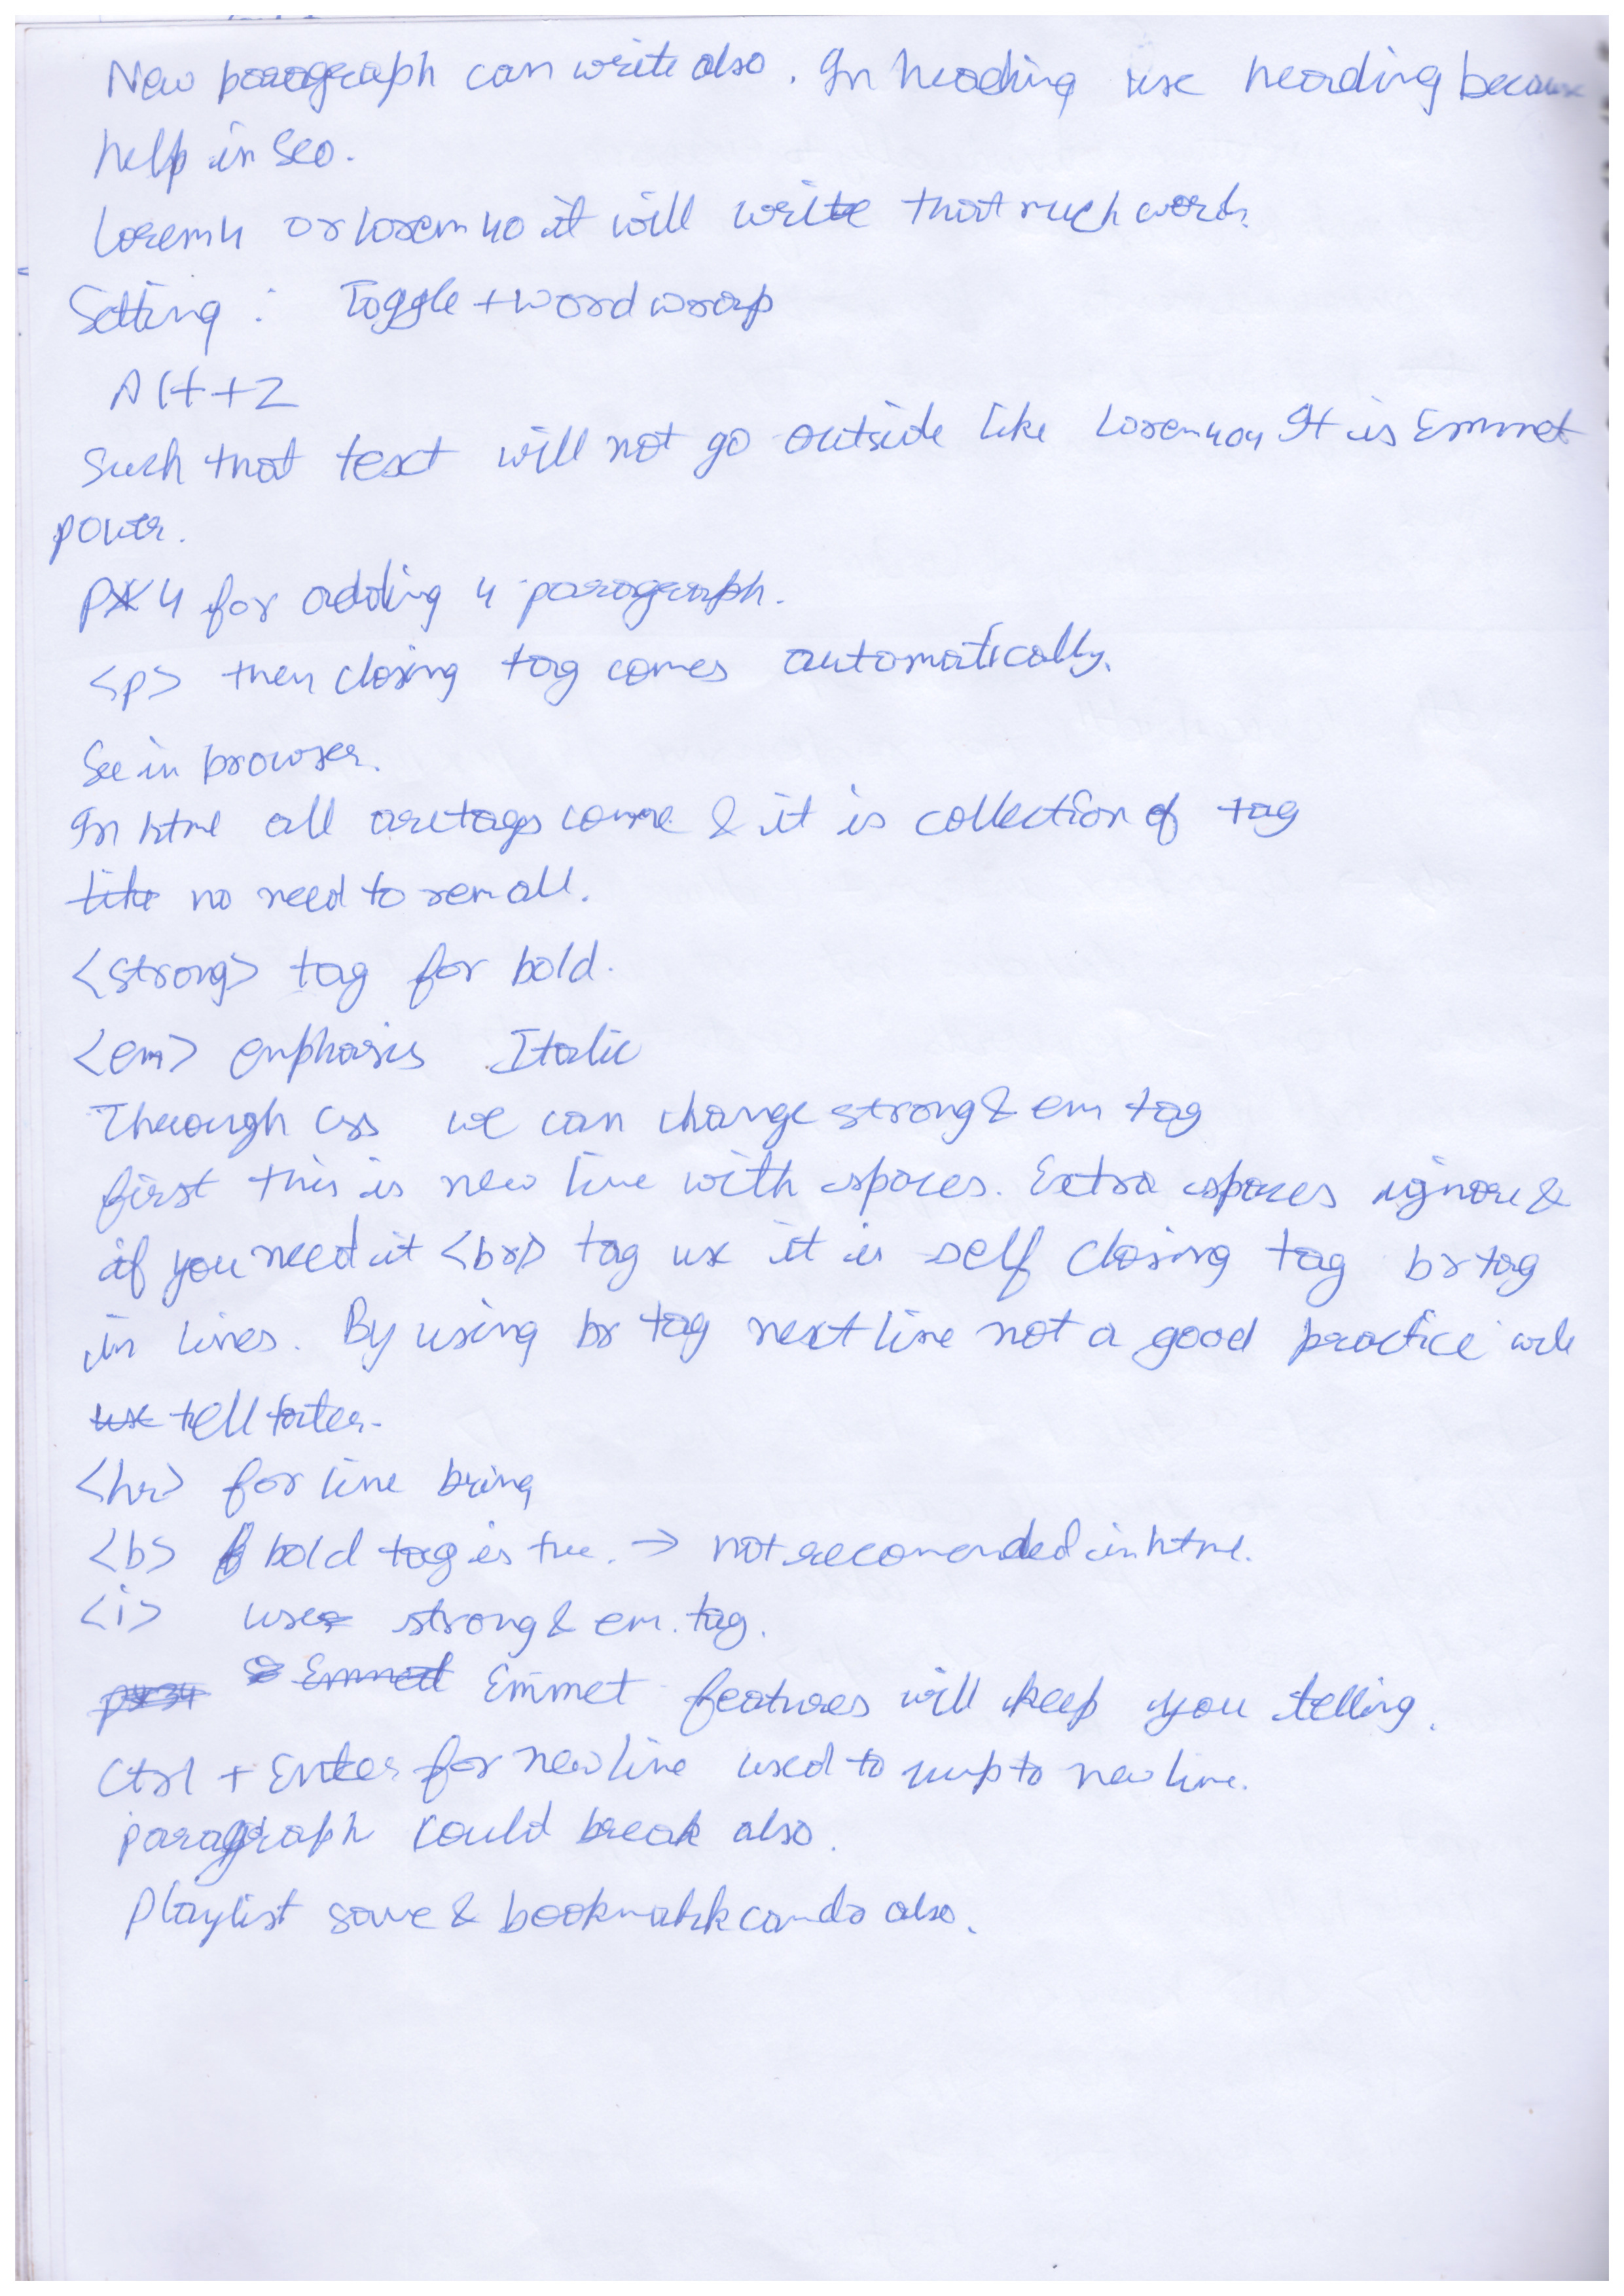 New paragraph can write also. In heading use heading because
help in seo.
Lorem4 or lorem40 it will write that much words.
Setting : Toggle + word wrap
Alt + Z
Such that text will not go outside like Lorem404 It is Emmet
power.
p*4 for adding 4 paragraph.
<p> then closing tag comes automatically.
See in browser.
In html all are tags come & it is collection of tag
no need to rem all.
<strong> tag for bold.
<em> emphasis Italic
Through css we can change strong & em tag
first this is new line with spaces. Extra spaces ignore &
if you need it <br> tag use it is self closing tag br tag
in lines. By using br tag next line not a good practice
tell later.
<hr> for line bring
<b> bold tag is → not recomended in html.
<i> use strong & em. tag.
Emmet features will keep you telling.
Ctrl + Enter for new line used to jump to new line.
paragraph could break also.
Playlist save & bookmark can do also.